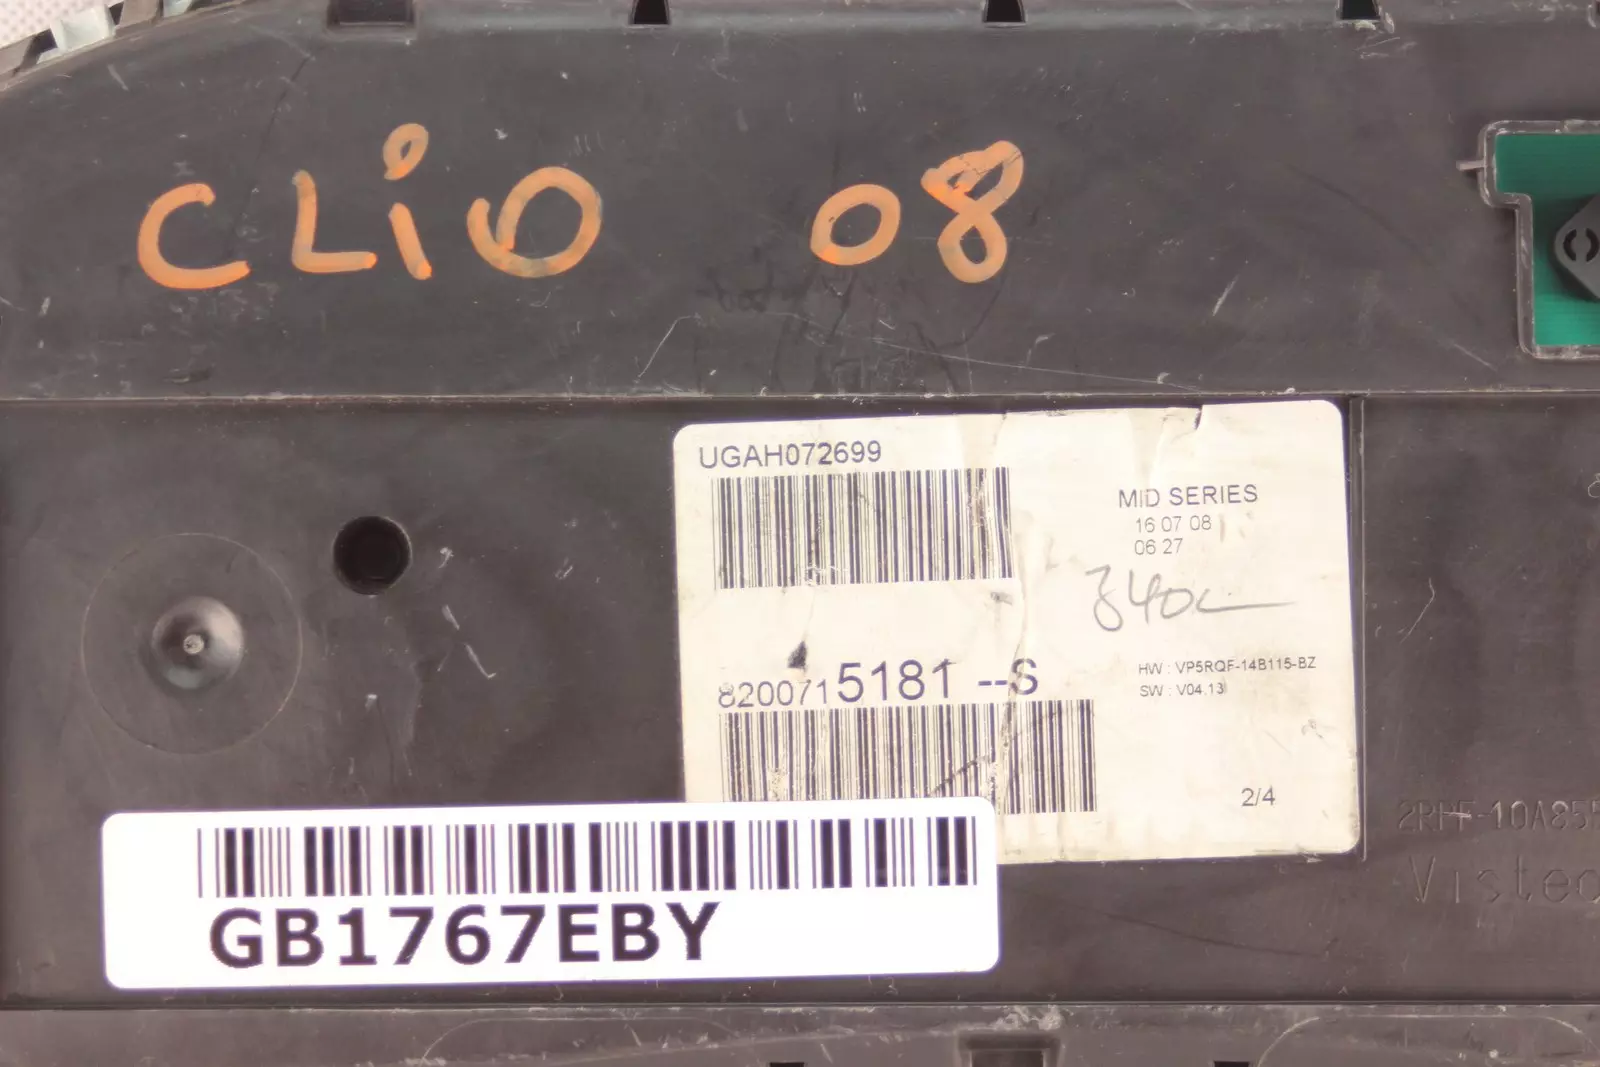 CLiO 08
UGAH072699
MID SERIES
16 07 08
06 27
8200715181 --S
HW : VP5RQF-14B115-BZ
SW : V04.13
2/4
Visteo
GB1767EBY